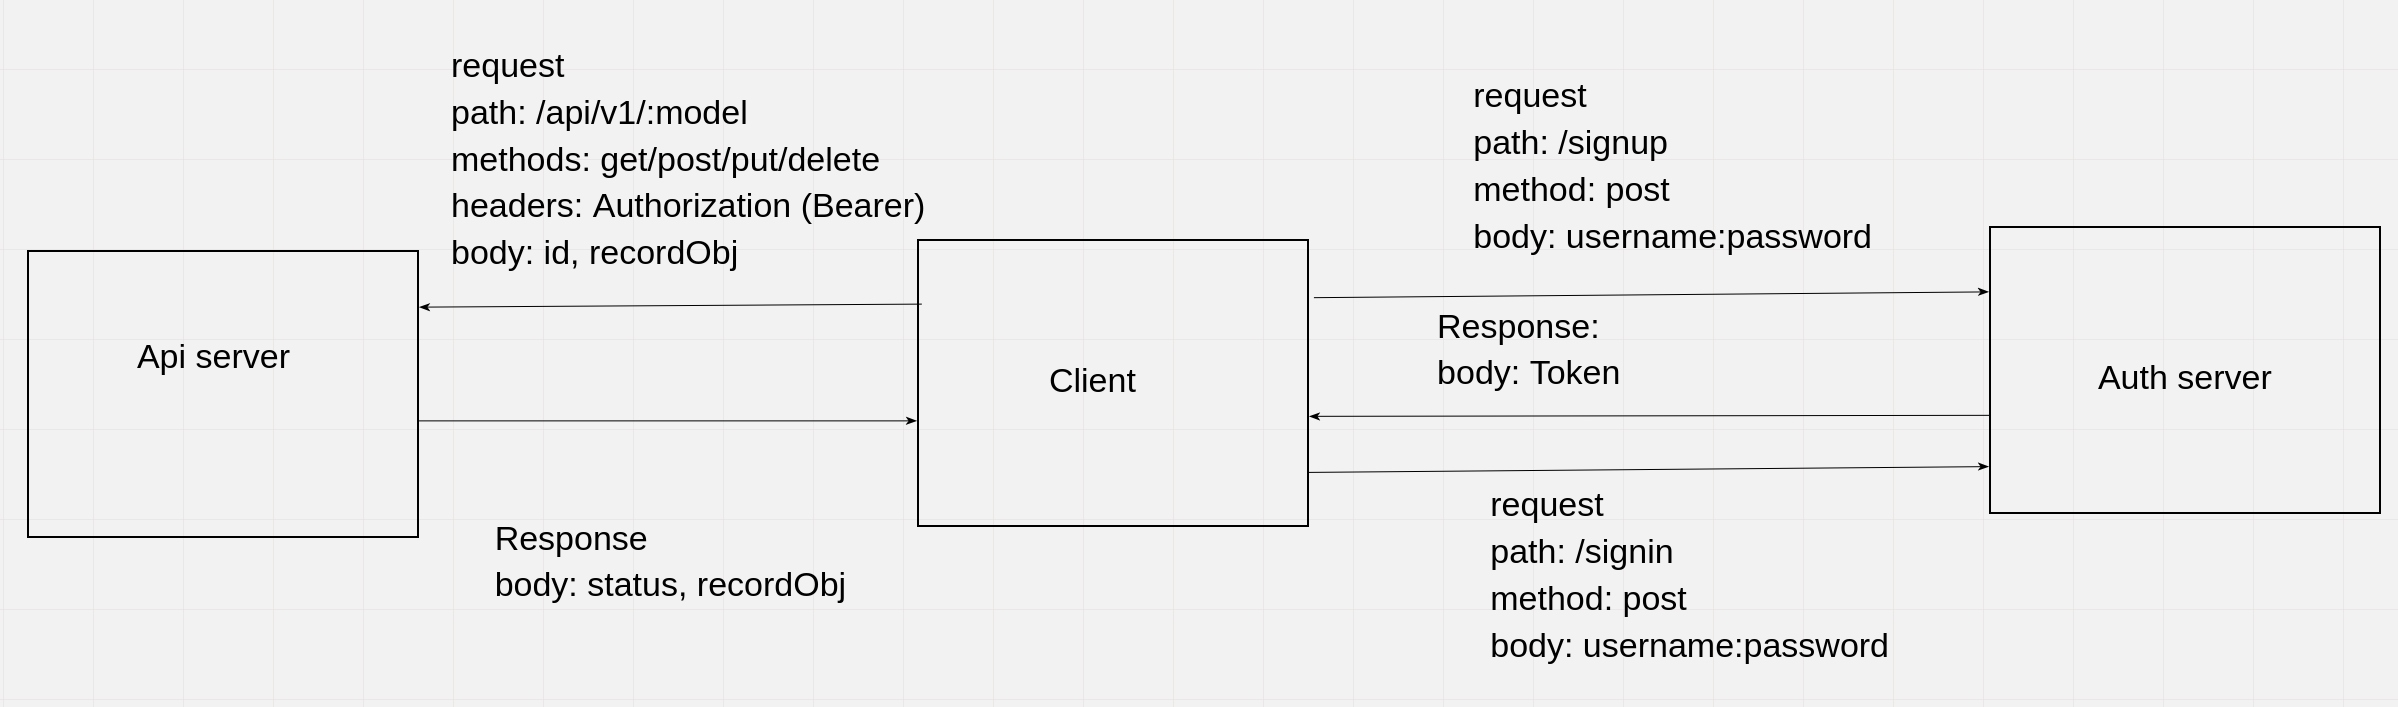 request
path: /api/v1/:model
methods: get/post/put/delete
headers: Authorization (Bearer)
body: id, recordObj
request
path: /signup
method: post
body: username:password
Api server
Client
Response:
body: Token
Auth server
Response
body: status, recordObj
request
path: /signin
method: post
body: username:password